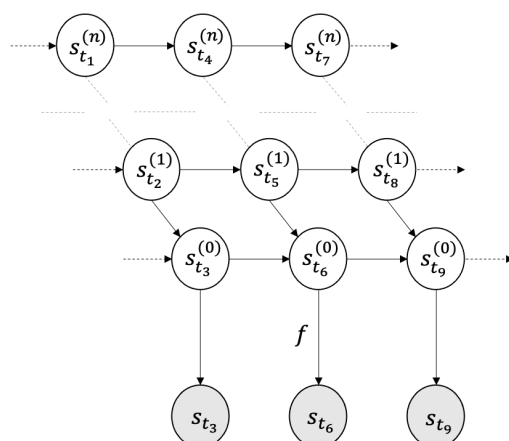 s_{t_1}^{(n)} s_{t_4}^{(n)} s_{t_7}^{(n)}
s_{t_2}^{(1)} s_{t_5}^{(1)} s_{t_8}^{(1)}
s_{t_3}^{(0)} s_{t_6}^{(0)} s_{t_9}^{(0)}
f
s_{t_3} s_{t_6} s_{t_9}